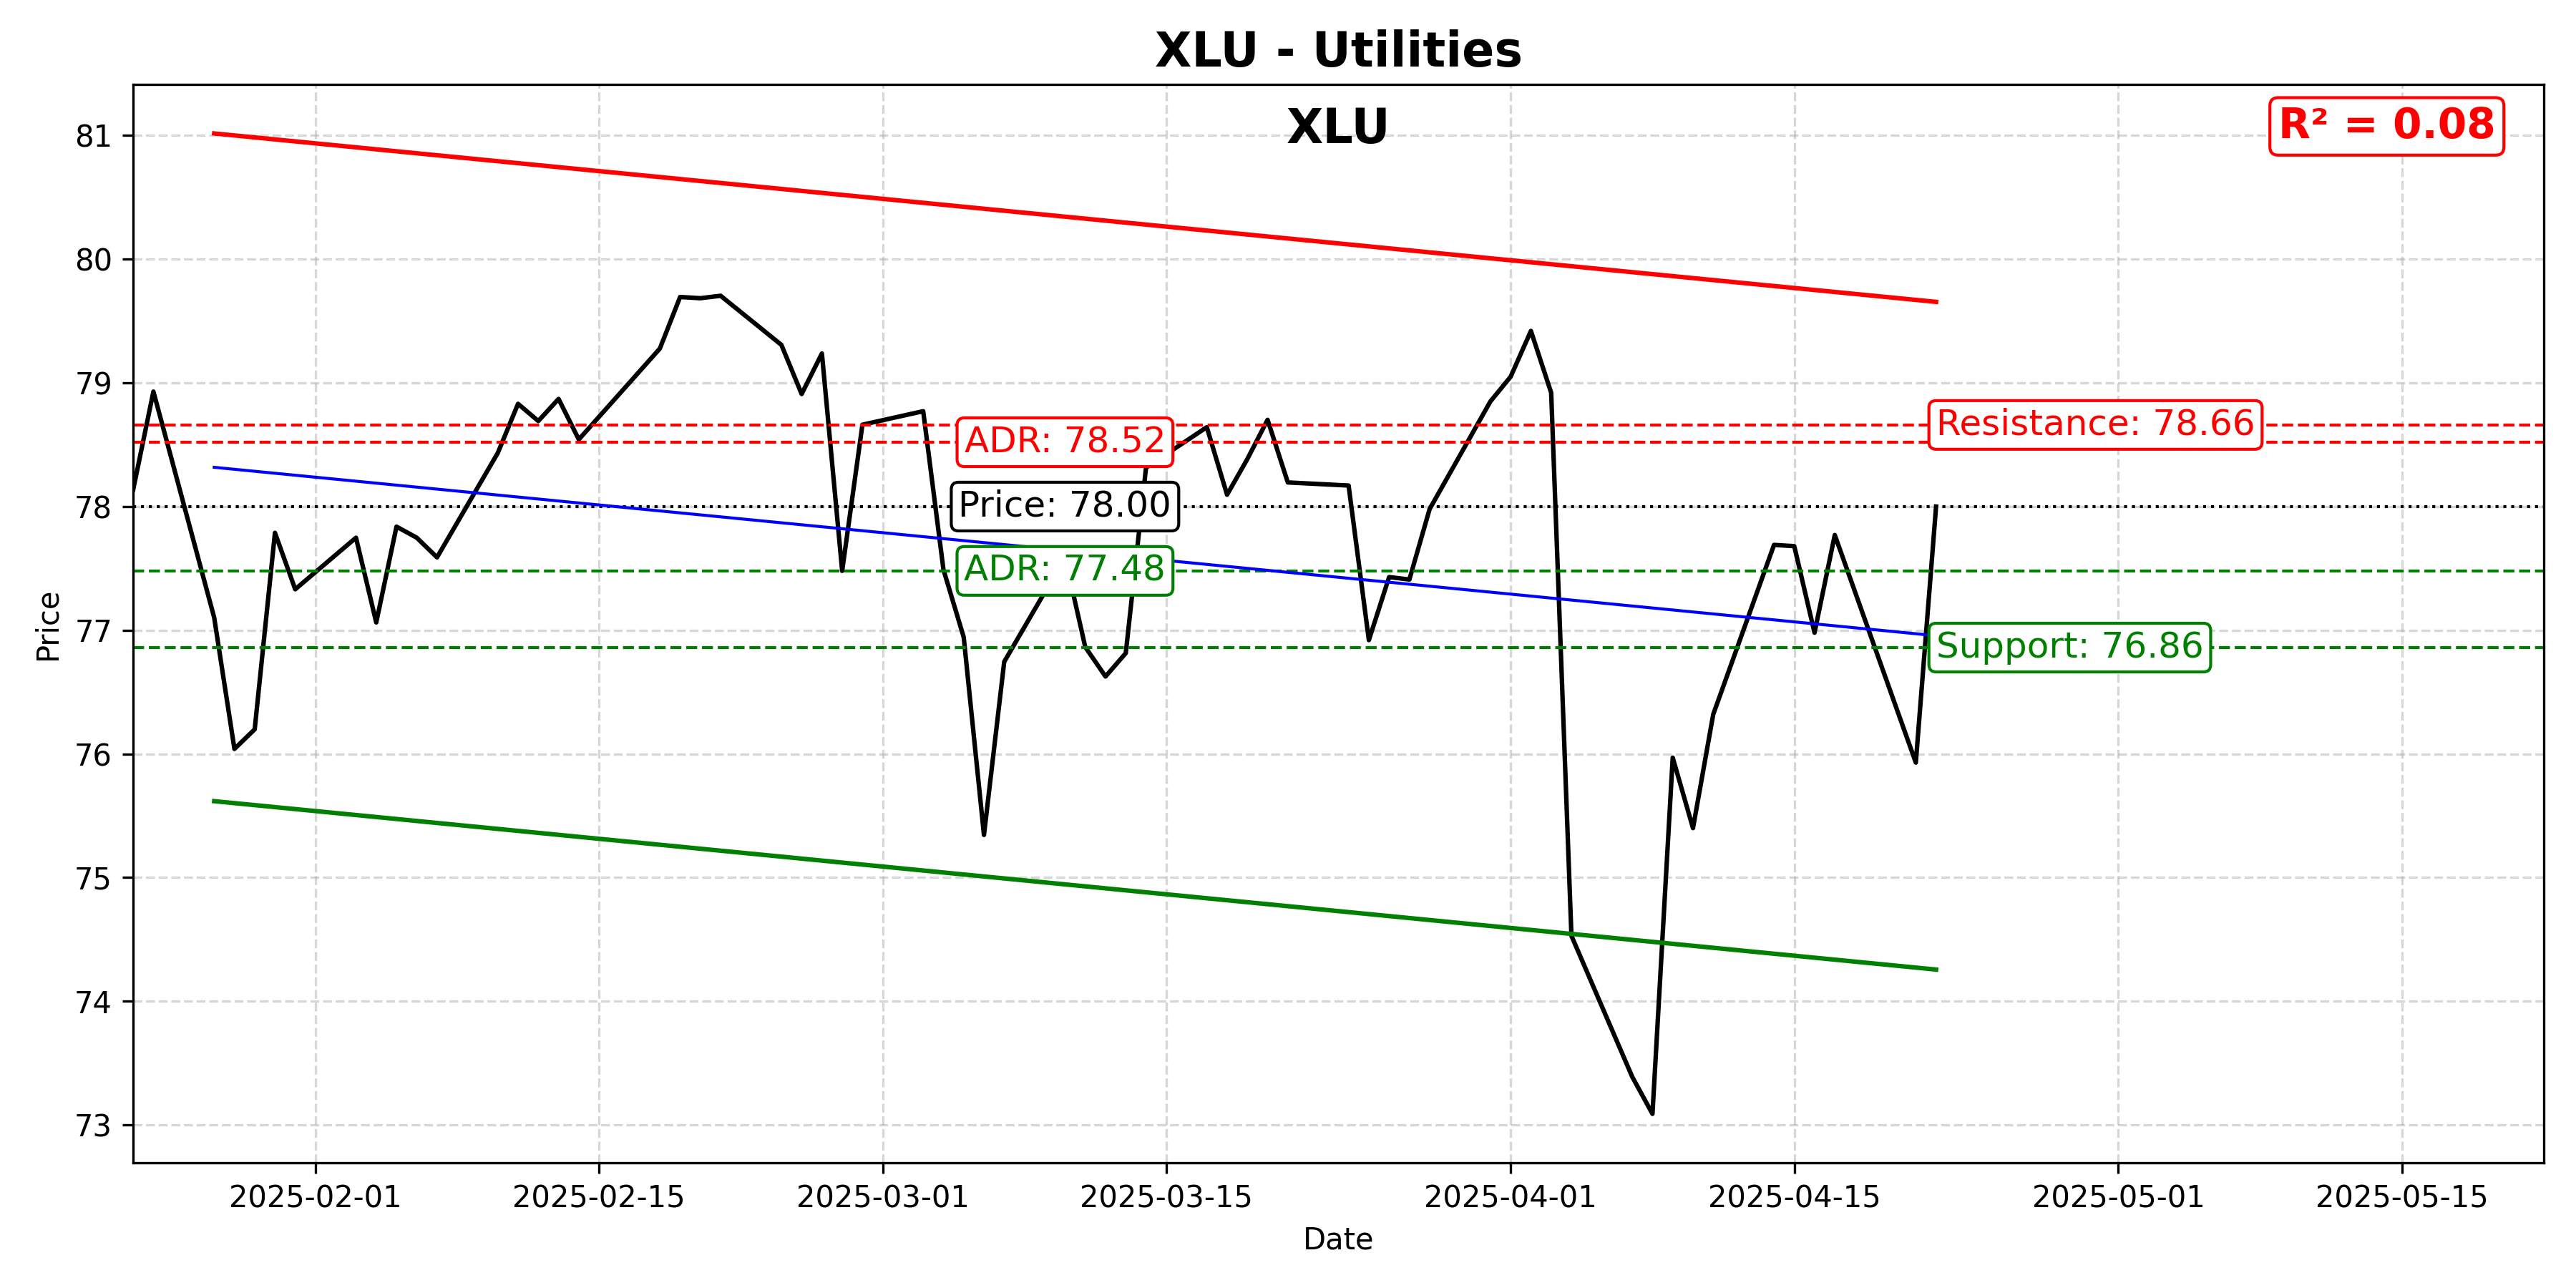 XLU - Utilities
XLU
R² = 0.08
81
80
79
78
77
76
75
74
73
Price
Resistance: 78.66
ADR: 78.52
Price: 78.00
ADR: 77.48
Support: 76.86
2025-02-01
2025-02-15
2025-03-01
2025-03-15
2025-04-01
2025-04-15
2025-05-01
2025-05-15
Date